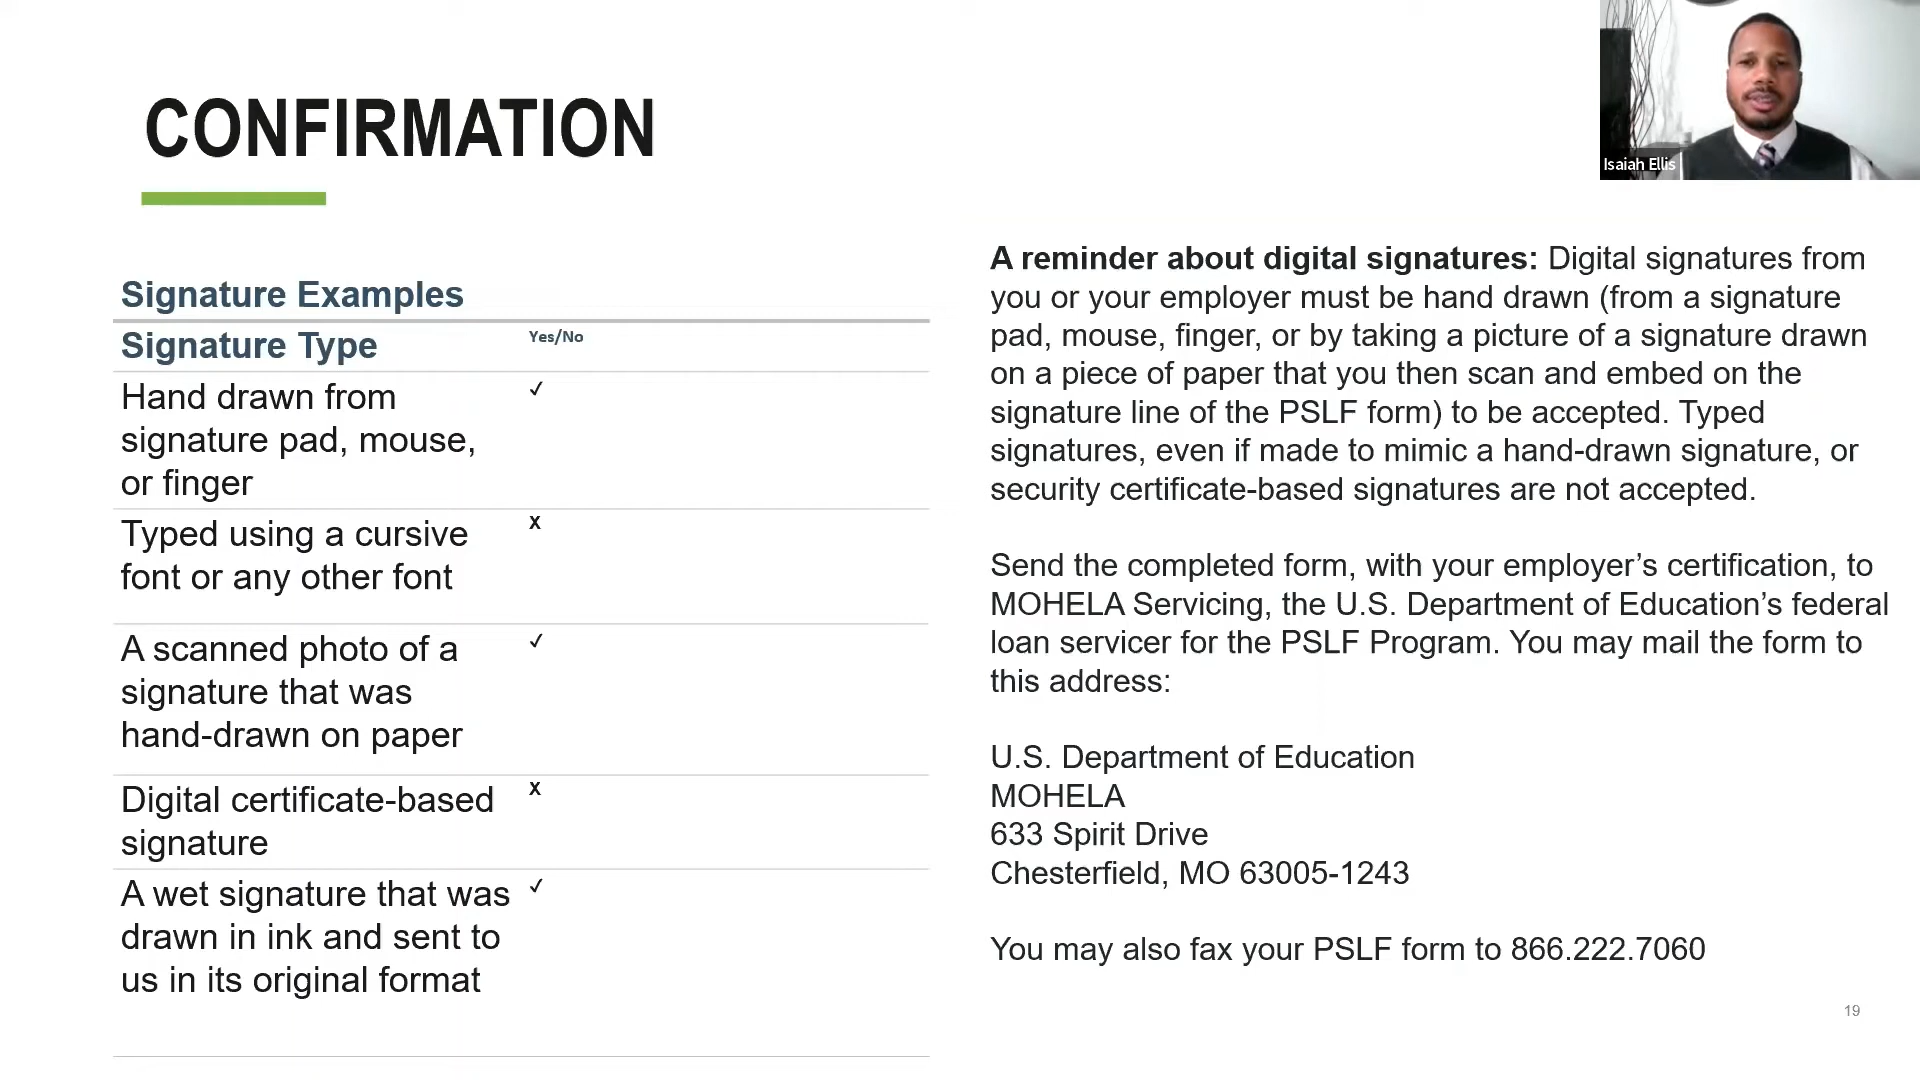 CONFIRMATION
Isaiah Ellis
Signature Examples
Signature Type Yes/No
Hand drawn from ✓
signature pad, mouse,
or finger
Typed using a cursive x
font or any other font
A scanned photo of a ✓
signature that was
hand-drawn on paper
Digital certificate-based x
signature
A wet signature that was ✓
drawn in ink and sent to
us in its original format
A reminder about digital signatures: Digital signatures from
you or your employer must be hand drawn (from a signature
pad, mouse, finger, or by taking a picture of a signature drawn
on a piece of paper that you then scan and embed on the
signature line of the PSLF form) to be accepted. Typed
signatures, even if made to mimic a hand-drawn signature, or
security certificate-based signatures are not accepted.
Send the completed form, with your employer’s certification, to
MOHELA Servicing, the U.S. Department of Education’s federal
loan servicer for the PSLF Program. You may mail the form to
this address:
U.S. Department of Education
MOHELA
633 Spirit Drive
Chesterfield, MO 63005-1243
You may also fax your PSLF form to 866.222.7060
19